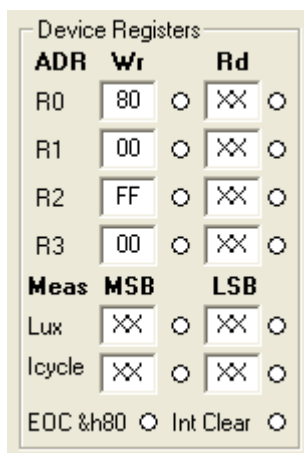 Device Registers
ADR Wr Rd
R0 80 XX
R1 00 XX
R2 FF XX
R3 00 XX
Meas MSB LSB
Lux XX XX
Icycle XX XX
EOC &h80 Int Clear